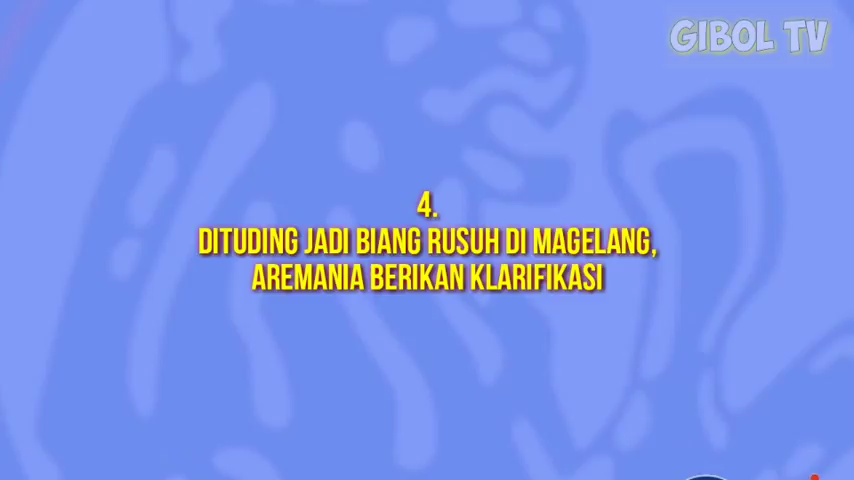 GIBOL TV
4.
DITUDING JADI BIANG RUSUH DI MAGELANG,
AREMANIA BERIKAN KLARIFIKASI